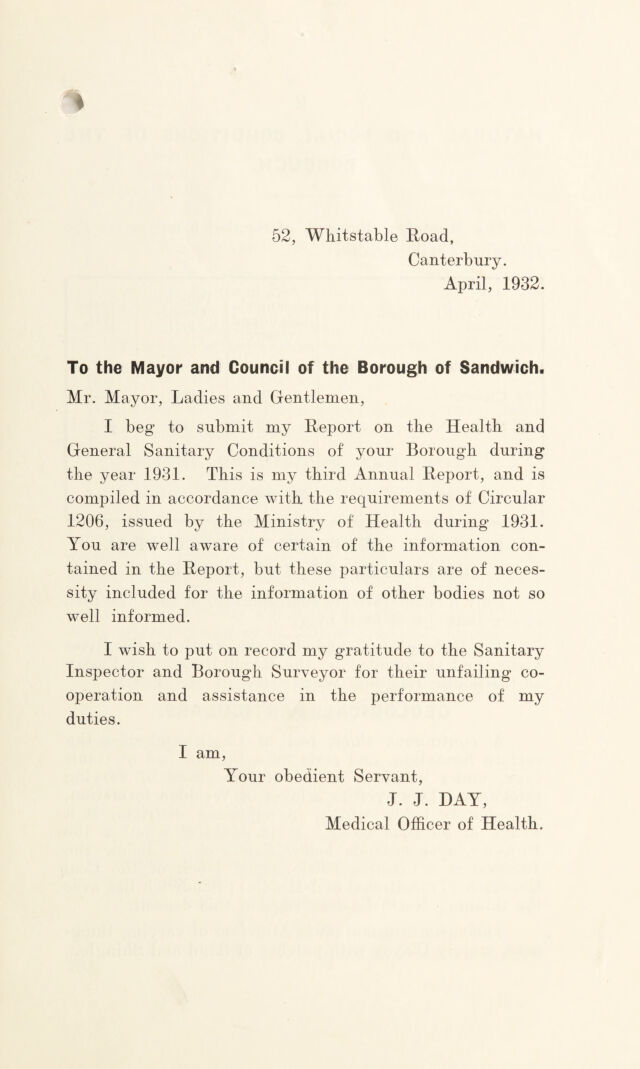 52, Whitstable Road,
Canterbury.
April, 1932.
To the Mayor and Council of the Borough of Sandwich.
Mr. Mayor, Ladies and Gentlemen,
I beg to submit my Report on the Health and
General Sanitary Conditions of your Borough during
the year 1931. This is my third Annual Report, and is
compiled in accordance with the requirements of Circular
1206, issued by the Ministry of Health during 1931.
You are well aware of certain of the information con-
tained in the Report, but these particulars are of neces-
sity included for the information of other bodies not so
well informed.
I wish to put on record my gratitude to the Sanitary
Inspector and Borough Surveyor for their unfailing co-
operation and assistance in the performance of my
duties.
I am,
Your obedient Servant,
J. J. DAY,
Medical Officer of Health.